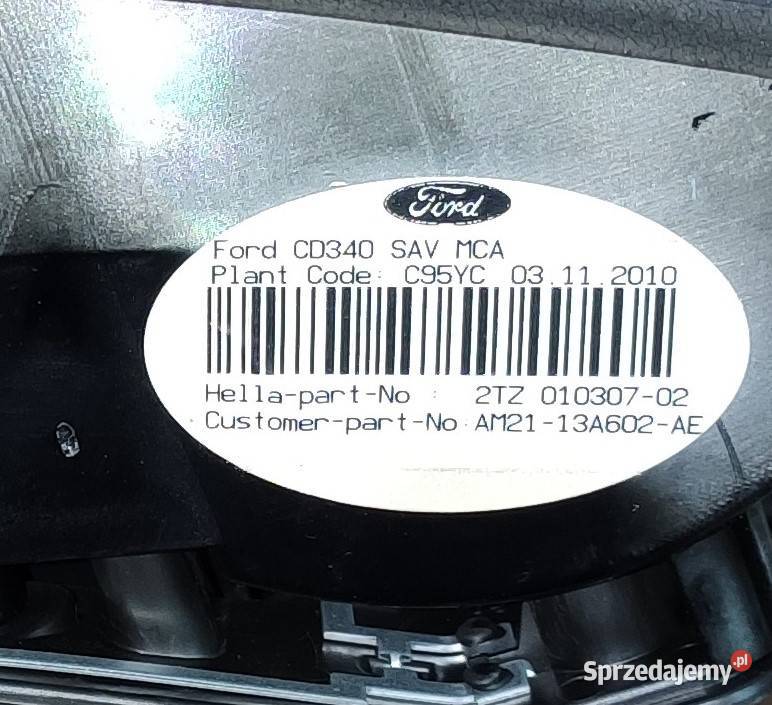 Ford
Ford CD340 SAV MCA
Plant Code: C95YC 03.11.2010
Hella-part-No : 2TZ 010307-02
Customer-part-No: AM21-13A602-AE
Sprzedajemy.pl